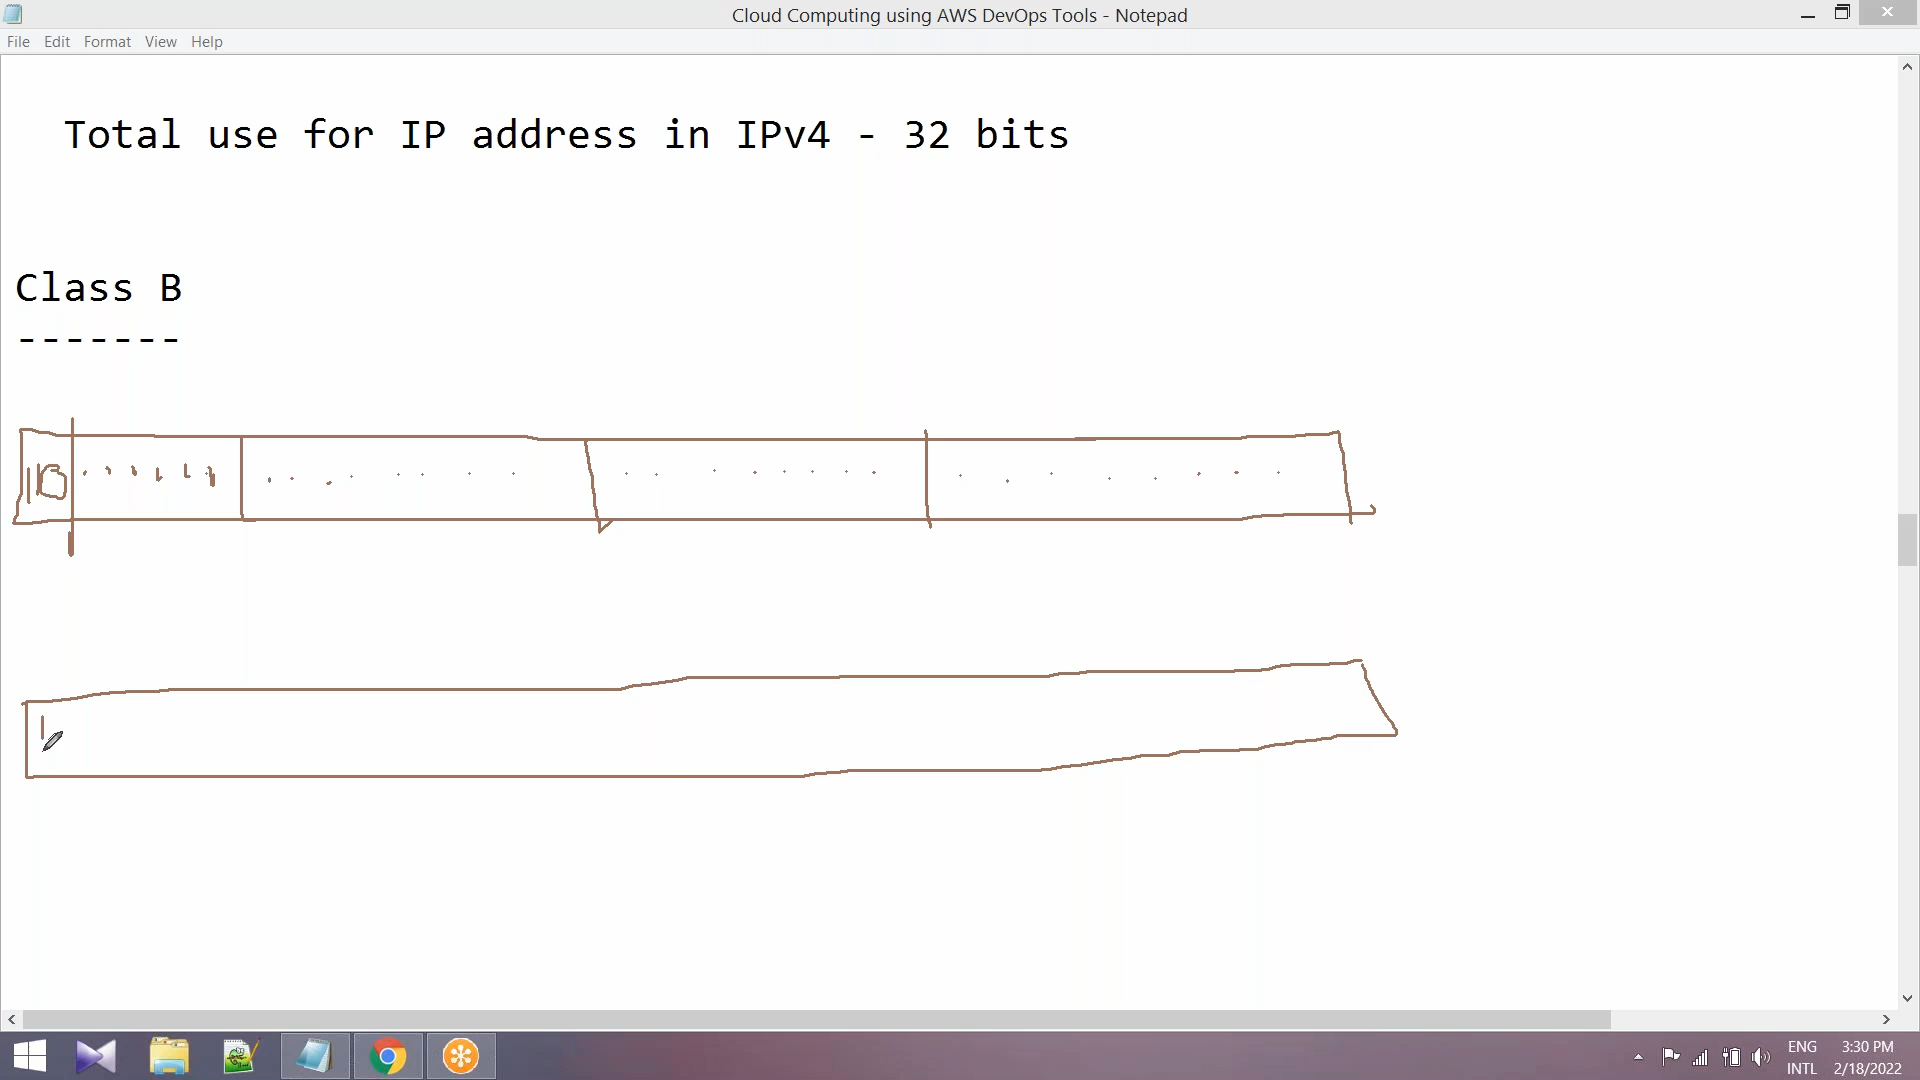 Cloud Computing using AWS DevOps Tools - Notepad
File Edit Format View Help
Total use for IP address in IPv4 - 32 bits
Class B
-------
ENG 3:30 PM
INTL 2/18/2022